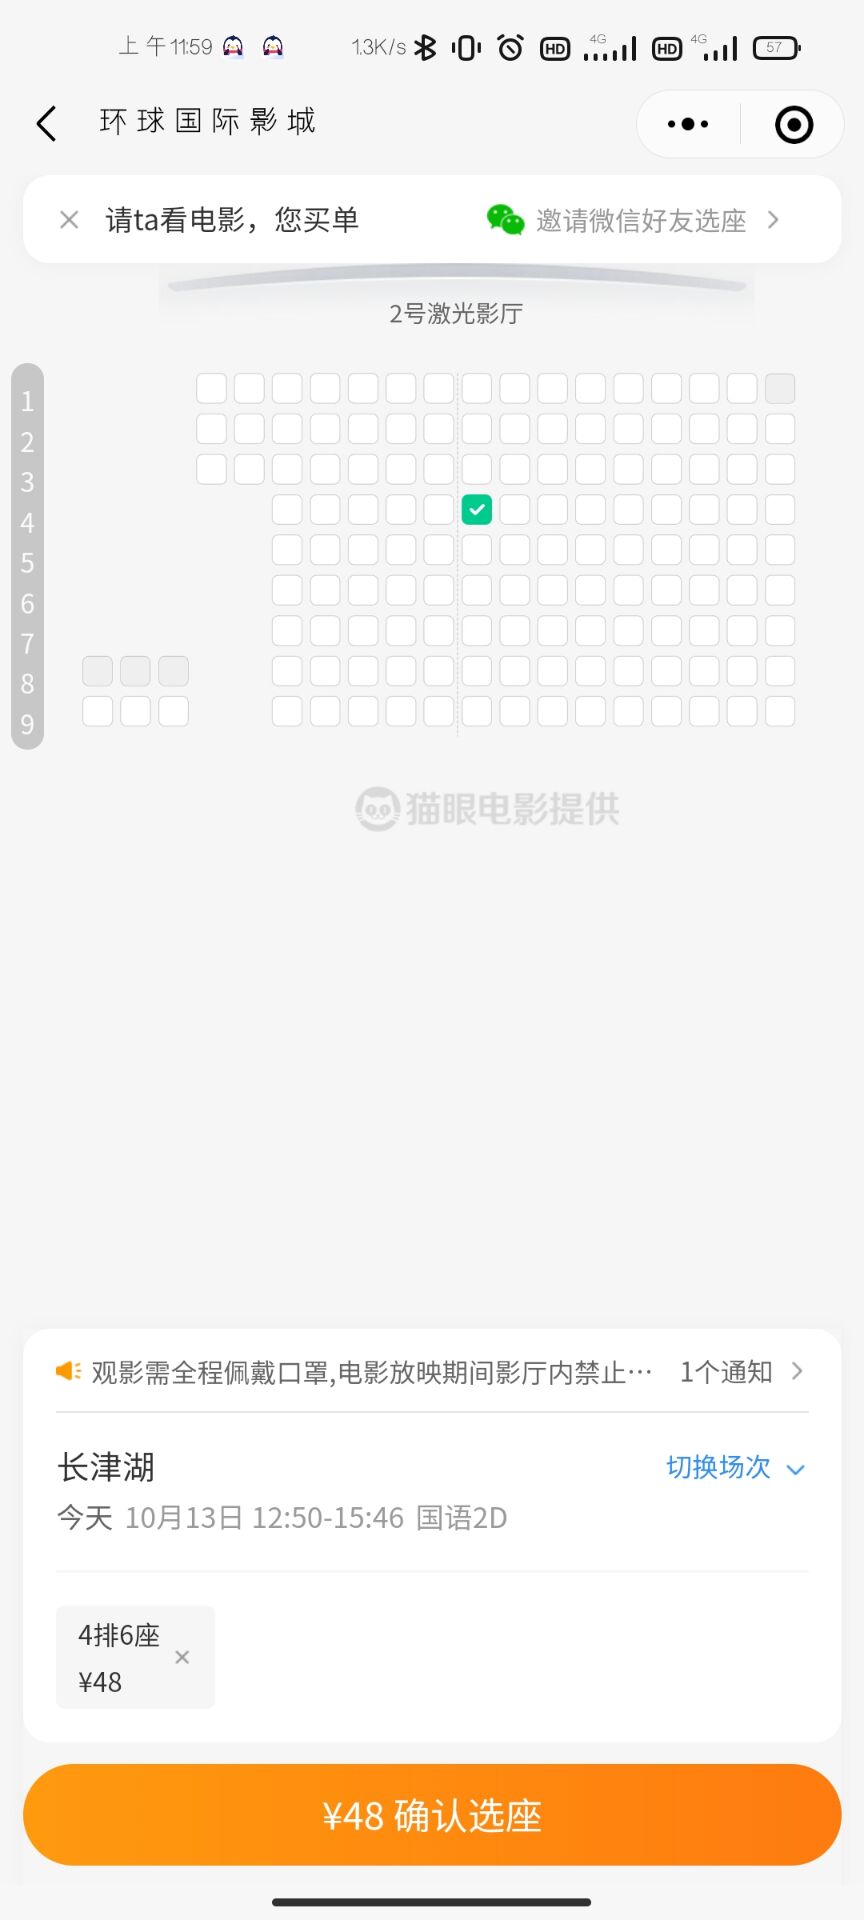 上午11:59 1.3K/s HD 4G HD 4G 57
环球国际影城
请ta看电影，您买单 邀请微信好友选座
2号激光影厅
1
2
3
4
5
6
7
8
9
猫眼电影提供
观影需全程佩戴口罩,电影放映期间影厅内禁止… 1个通知
长津湖 切换场次
今天 10月13日 12:50-15:46 国语2D
4排6座
¥48
¥48 确认选座